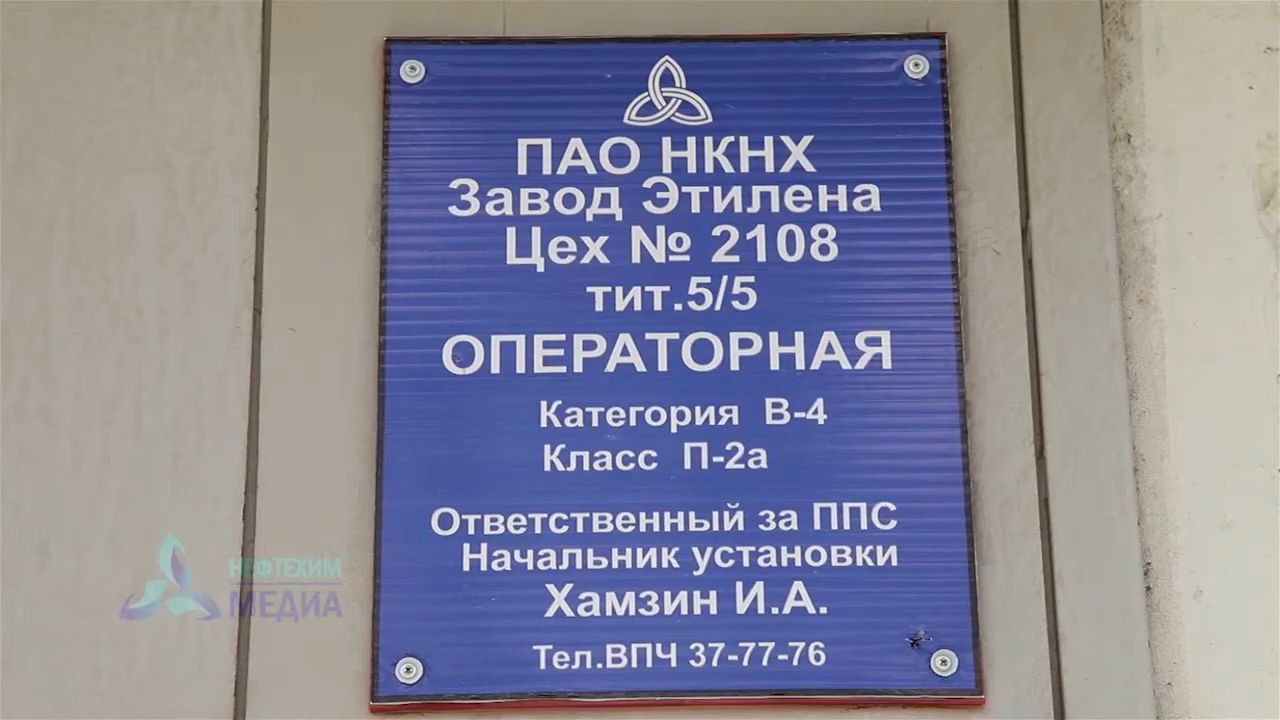 ПАО НКНХ
Завод Этилена
Цех № 2108
тит.5/5
ОПЕРАТОРНАЯ
Категория В-4
Класс П-2а
Ответственный за ППС
Начальник установки
Хамзин И.А.
Тел.ВПЧ 37-77-76
НЕФТЕХИМ
МЕДИА